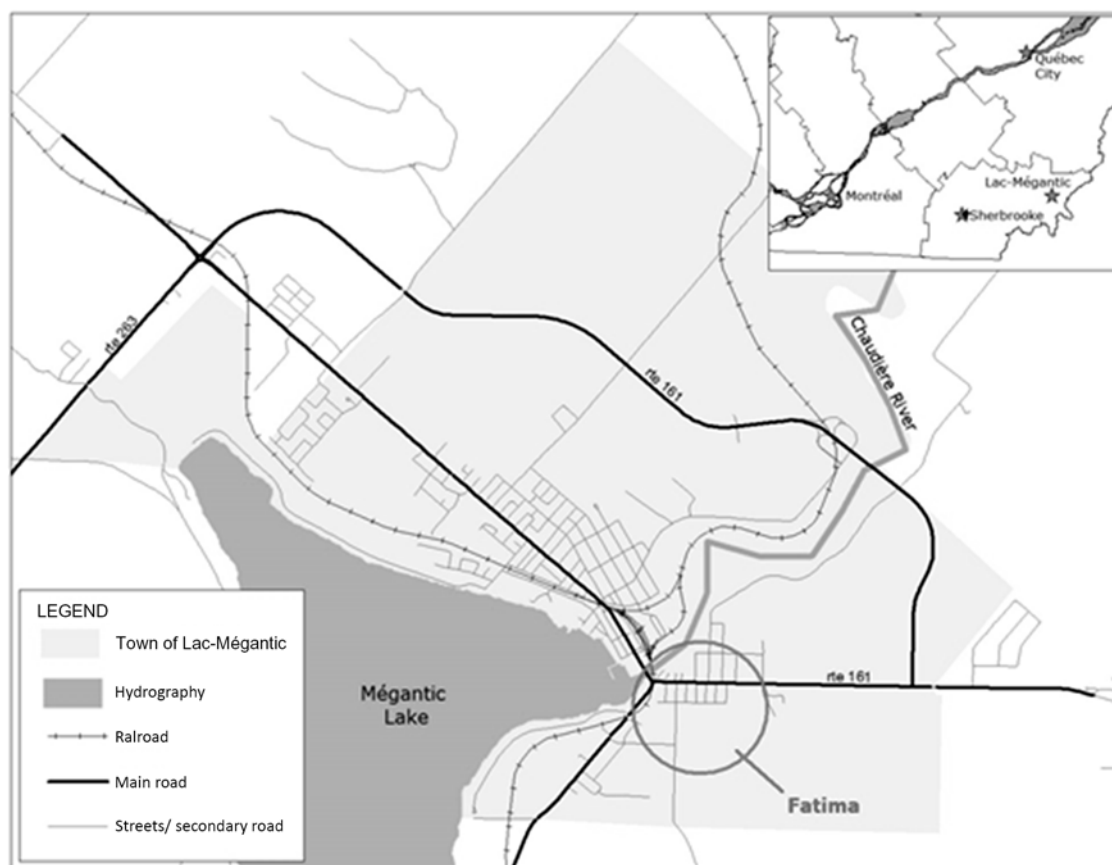 Québec
City
Lac-Mégantic
Montréal
Sherbrooke
rte 263
rte 161
Chaudière River
LEGEND
Town of Lac-Mégantic
Hydrography
Ralroad
Main road
Streets/ secondary road
Mégantic
Lake
rte 161
Fatima